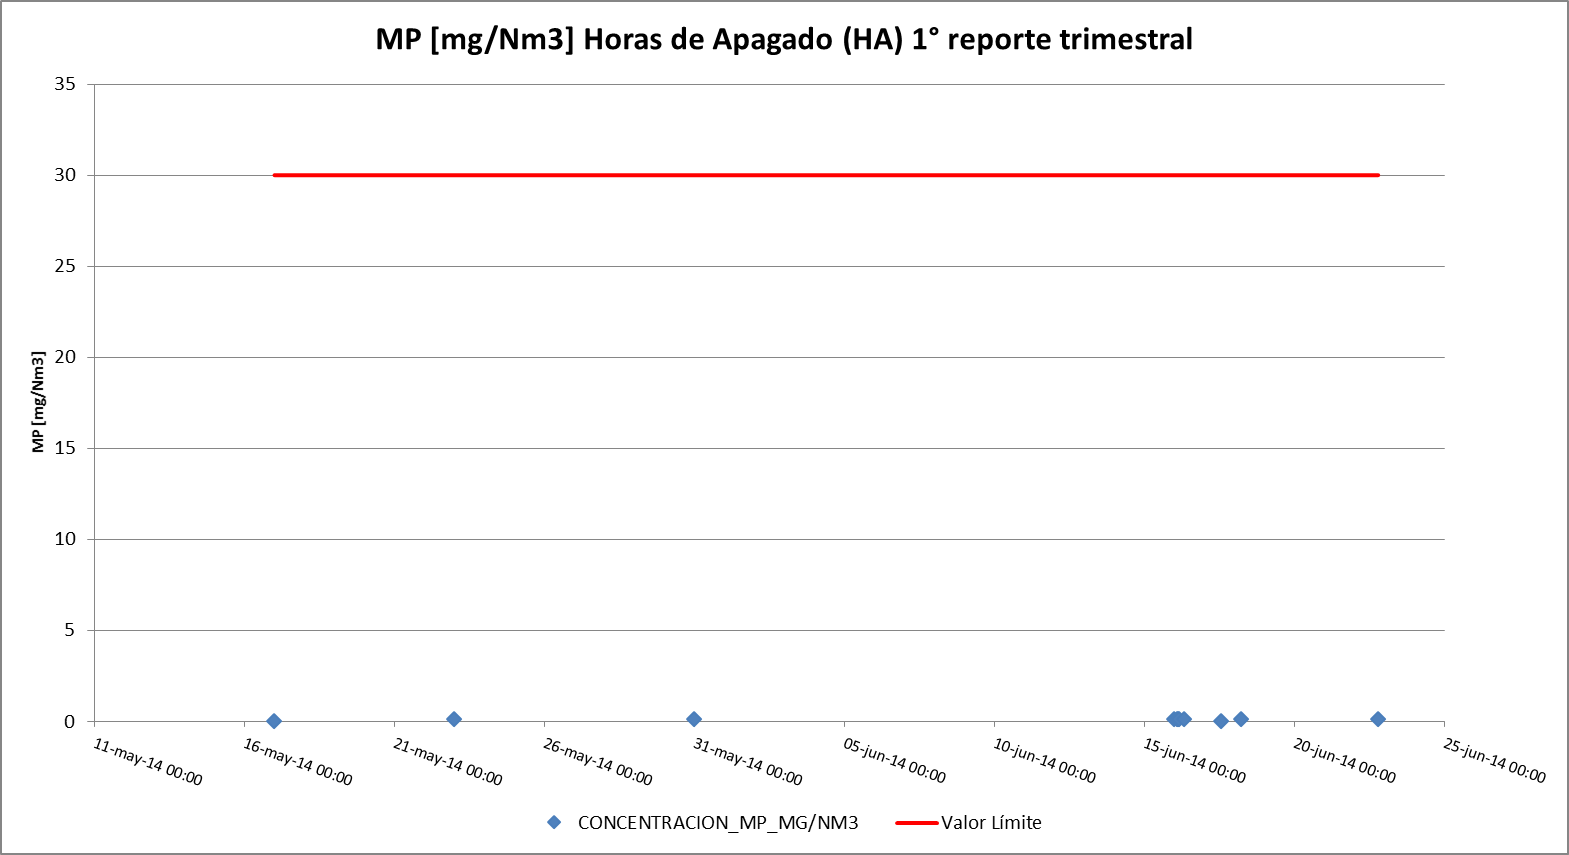 MP [mg/Nm3] Horas de Apagado (HA) 1° reporte trimestral
35
30
25
20
15
10
5
0
MP [mg/Nm3]
11-may-14 00:00
16-may-14 00:00
21-may-14 00:00
26-may-14 00:00
31-may-14 00:00
05-jun-14 00:00
10-jun-14 00:00
15-jun-14 00:00
20-jun-14 00:00
25-jun-14 00:00
CONCENTRACION_MP_MG/NM3
Valor Límite